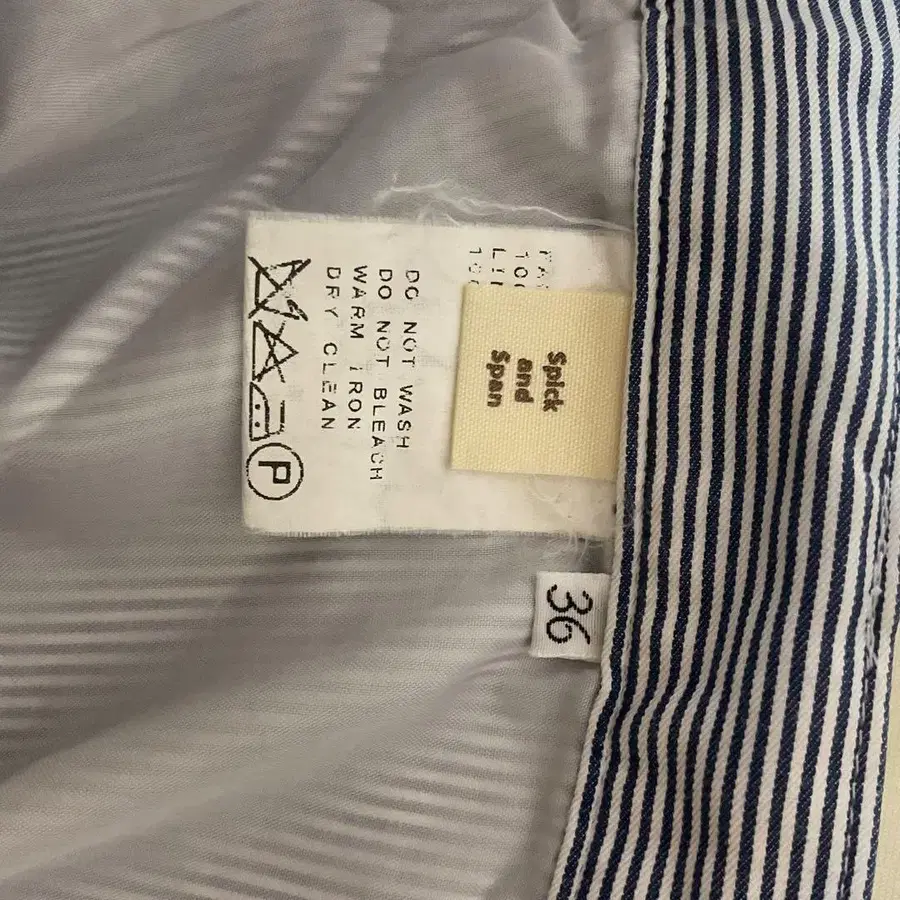 Spick
and
Span
DO NOT WASH
DO NOT BLEACH
WARM IRON
DRY CLEAN
P
36